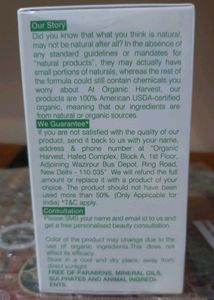 Our Story
Did you know that what you think is natural
may not be natural after all? In the absence of
any standard guidelines or mandates for
"natural products", they may actually have
small portions of naturals, whereas the rest of
the formula could still contain chemicals you
worry about. At Organic Harvest, our
products are 100% American USDA-certified
organic, meaning that our ingredients are
from natural or organic sources.
We Guarantee*
If you are not satisfied with the quality of our
product, send it back to us with your name,
address & phone number at "Organic
Harvest, Hafed Complex, Block A, 1st Floor,
Adjoining Wazirpur Bus Depot, Ring Road,
New Delhi - 110 035". We will refund the full
amount or replace it with a product of your
choice. The product should not have been
used more than 50% (Only Applicable for
India) *T&C apply.
Consultation
Please SMS your name and email id to us and
get a free personalised beauty consultation.
Color of the product may change due to the
use of organic ingredients.This does not
effect its efficacy.
Store in a cool and dry place, away from
direct sunlight.
FREE OF PARABENS, MINERAL OILS,
SULPHATES AND ANIMAL INGREDI-
ENTS.